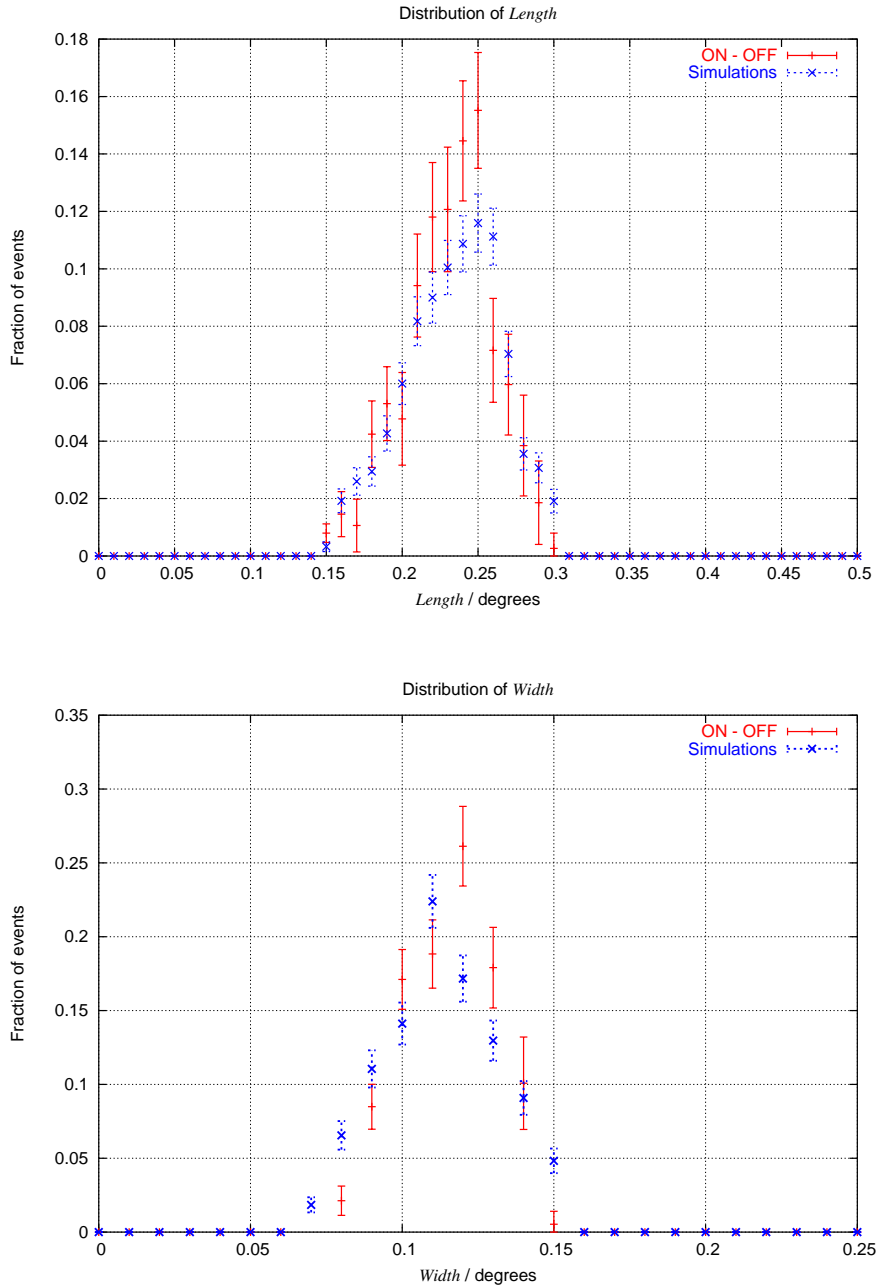 Distribution of Length
0.18
0.16
0.14
0.12
0.1
0.08
0.06
0.04
0.02
0
Fraction of events
ON - OFF
Simulations
0 0.05 0.1 0.15 0.2 0.25 0.3 0.35 0.4 0.45 0.5
Length / degrees
Distribution of Width
0.35
0.3
0.25
0.2
0.15
0.1
0.05
0
Fraction of events
ON - OFF
Simulations
0 0.05 0.1 0.15 0.2 0.25
Width / degrees